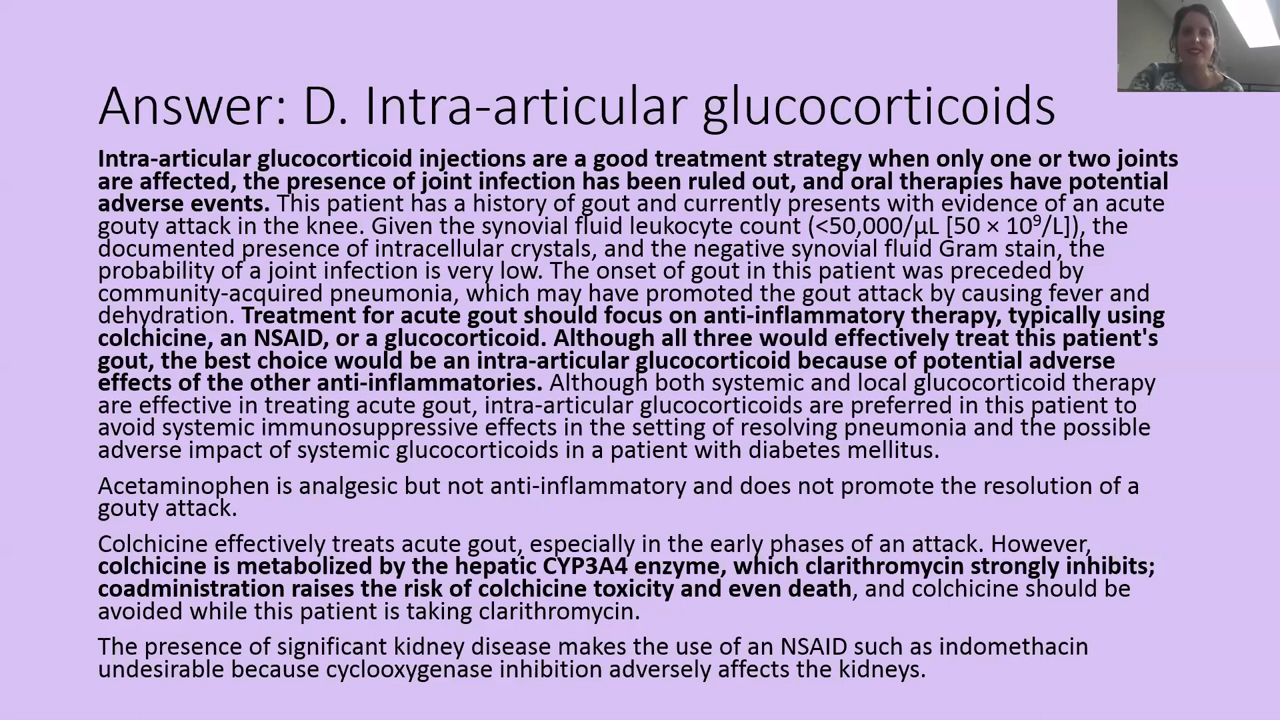 Answer: D. Intra-articular glucocorticoids
Intra-articular glucocorticoid injections are a good treatment strategy when only one or two joints
are affected, the presence of joint infection has been ruled out, and oral therapies have potential
adverse events. This patient has a history of gout and currently presents with evidence of an acute
gouty attack in the knee. Given the synovial fluid leukocyte count (<50,000/µL [50 × 10⁹/L]), the
documented presence of intracellular crystals, and the negative synovial fluid Gram stain, the
probability of a joint infection is very low. The onset of gout in this patient was preceded by
community-acquired pneumonia, which may have promoted the gout attack by causing fever and
dehydration. Treatment for acute gout should focus on anti-inflammatory therapy, typically using
colchicine, an NSAID, or a glucocorticoid. Although all three would effectively treat this patient's
gout, the best choice would be an intra-articular glucocorticoid because of potential adverse
effects of the other anti-inflammatories. Although both systemic and local glucocorticoid therapy
are effective in treating acute gout, intra-articular glucocorticoids are preferred in this patient to
avoid systemic immunosuppressive effects in the setting of resolving pneumonia and the possible
adverse impact of systemic glucocorticoids in a patient with diabetes mellitus.
Acetaminophen is analgesic but not anti-inflammatory and does not promote the resolution of a
gouty attack.
Colchicine effectively treats acute gout, especially in the early phases of an attack. However,
colchicine is metabolized by the hepatic CYP3A4 enzyme, which clarithromycin strongly inhibits;
coadministration raises the risk of colchicine toxicity and even death, and colchicine should be
avoided while this patient is taking clarithromycin.
The presence of significant kidney disease makes the use of an NSAID such as indomethacin
undesirable because cyclooxygenase inhibition adversely affects the kidneys.